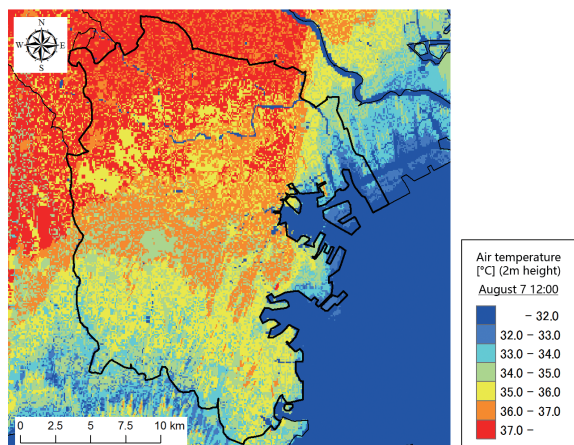 N
W E
S
0 2.5 5 7.5 10 km
Air temperature
[°C] (2m height)
August 7 12:00
– 32.0
32.0 – 33.0
33.0 – 34.0
34.0 – 35.0
35.0 – 36.0
36.0 – 37.0
37.0 –